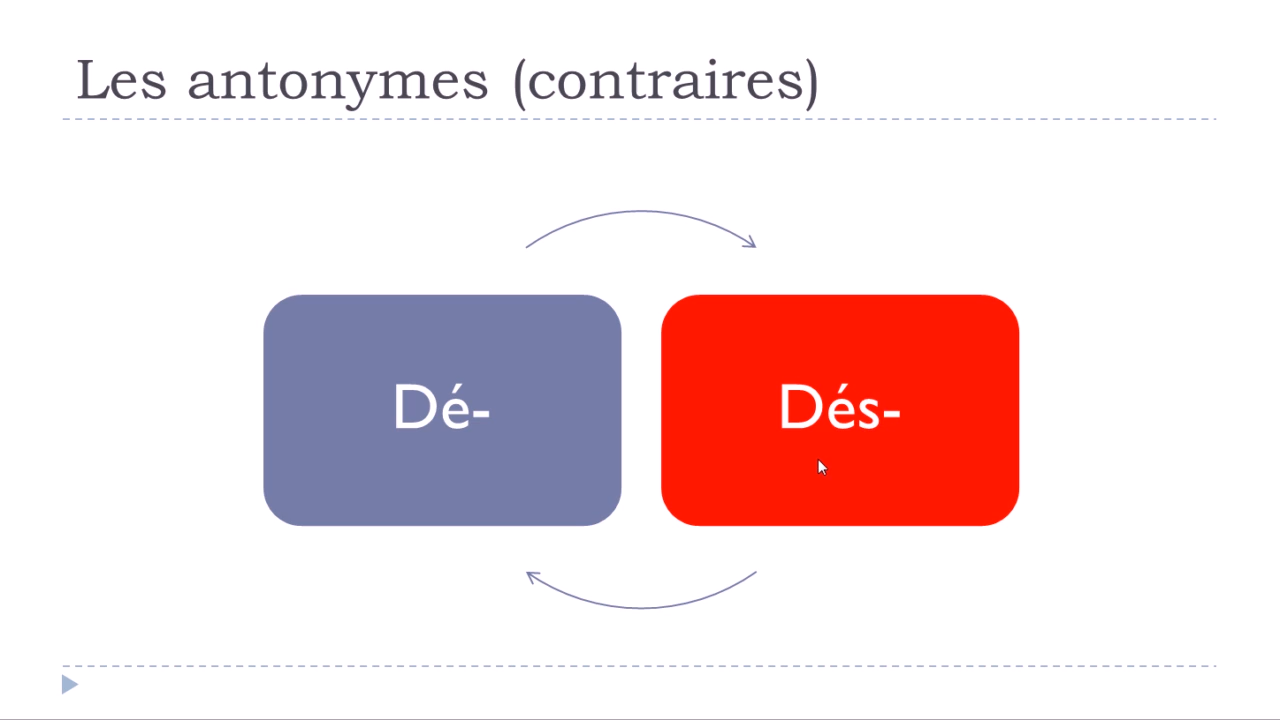 Les antonymes (contraires)
Dé-
Dés-